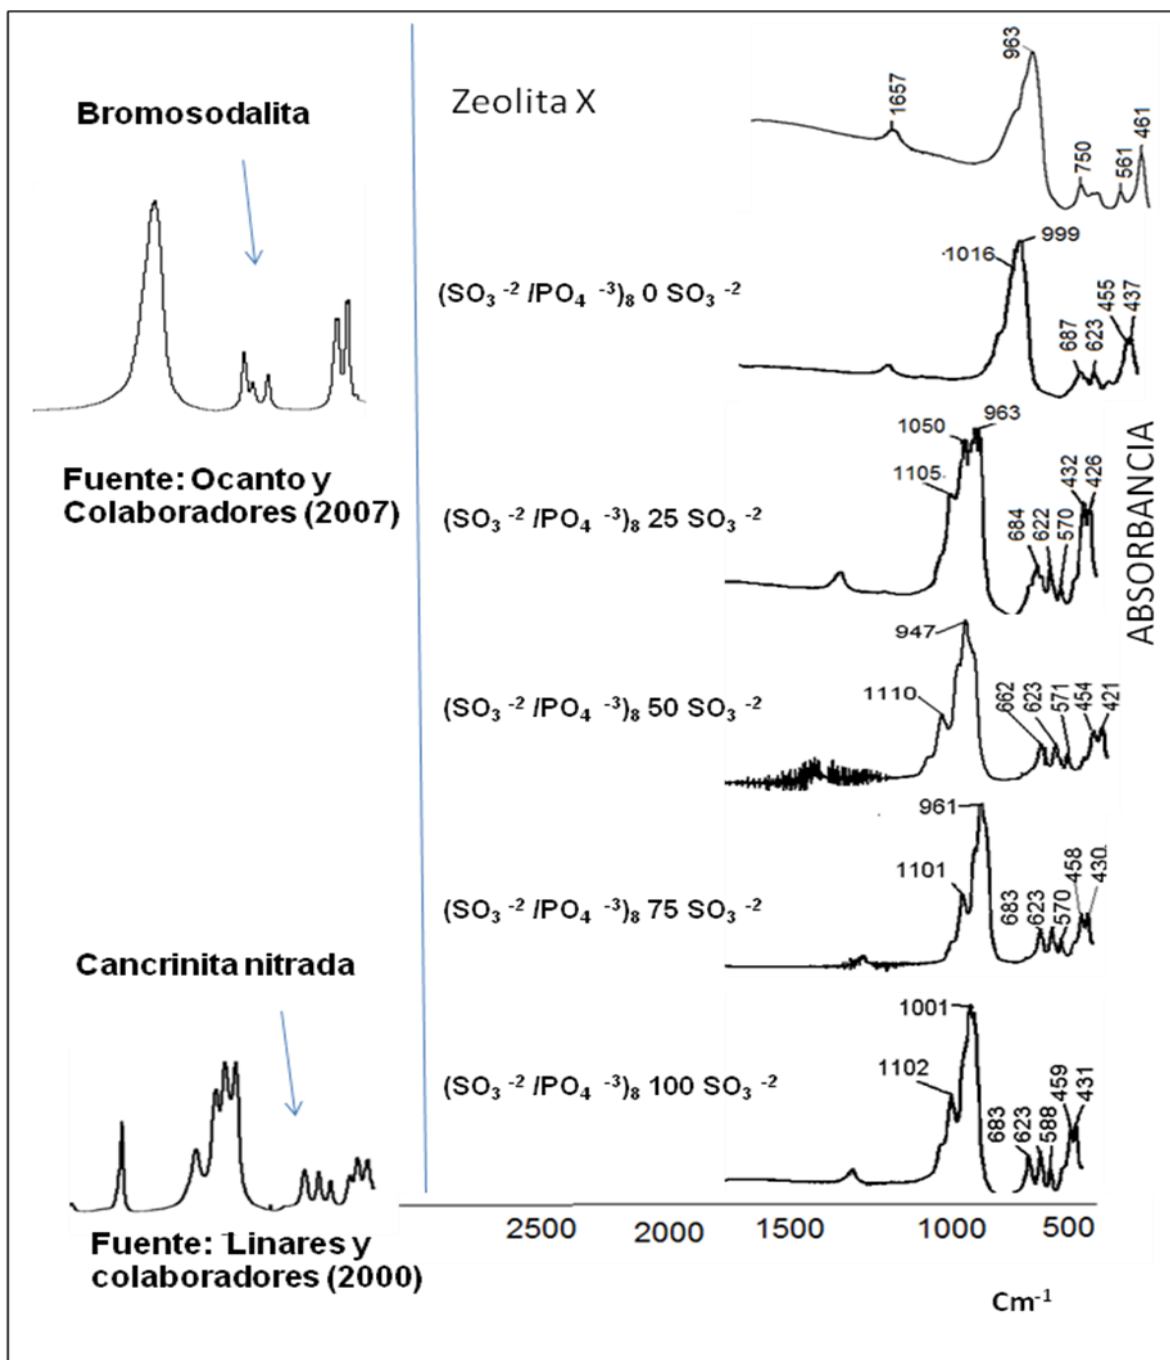 Bromosodalita
Fuente: Ocanto y
Colaboradores (2007)
Cancrinita nitrada
Fuente: Linares y
colaboradores (2000)
Zeolita X
1657
963
750
561
461
(SO₃ ⁻² /PO₄ ⁻³)₈ 0 SO₃ ⁻²
1016
999
687
623
455
437
(SO₃ ⁻² /PO₄ ⁻³)₈ 25 SO₃ ⁻²
1105
1050
963
684
622
570
432
426
(SO₃ ⁻² /PO₄ ⁻³)₈ 50 SO₃ ⁻²
1110
947
662
623
571
454
421
(SO₃ ⁻² /PO₄ ⁻³)₈ 75 SO₃ ⁻²
1101
961
683
623
570
458
430
(SO₃ ⁻² /PO₄ ⁻³)₈ 100 SO₃ ⁻²
1102
1001
683
623
588
459
431
ABSORBANCIA
2500 2000 1500 1000 500
Cm⁻¹